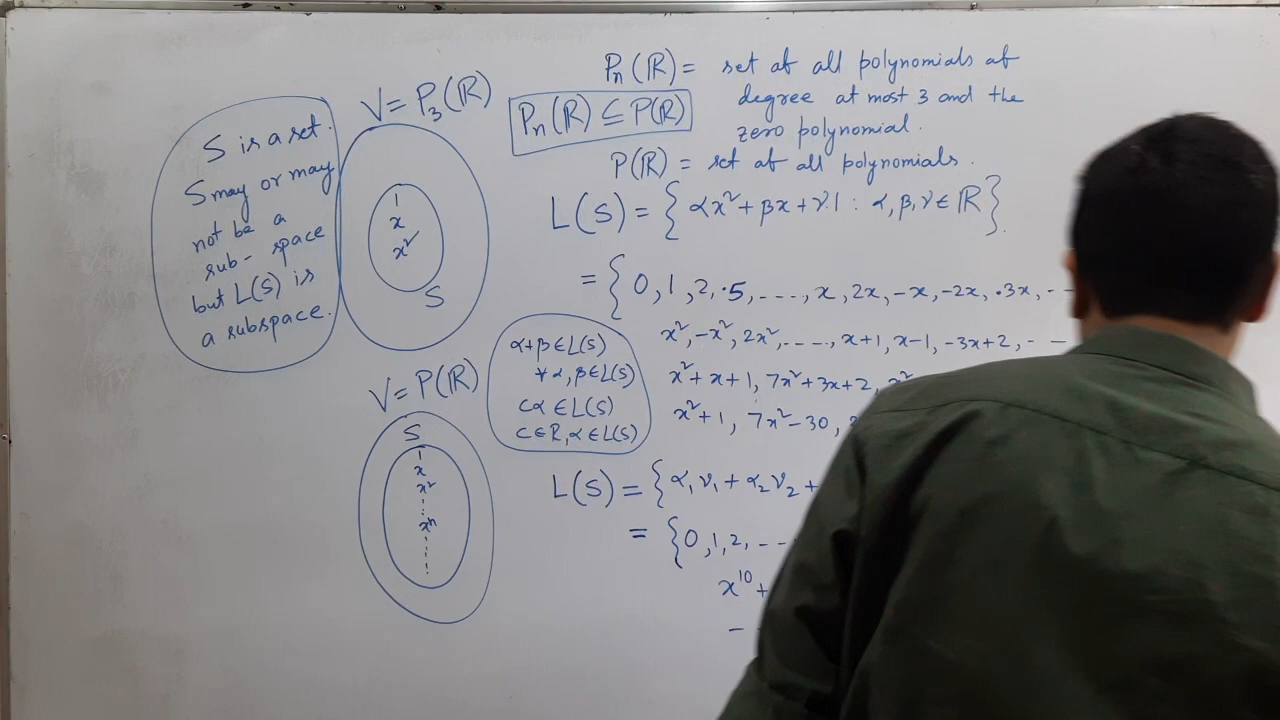 S is a set.
S may or may
not be a
sub-space
but L(S) is
a subspace.
V = P₃(ℝ)
1
x
x²
S
Pₙ(ℝ) = set of all polynomials of
degree at most 3 and the
zero polynomial.
Pₙ(ℝ) ⊆ P(ℝ)
P(ℝ) = set of all polynomials.
L(S) = { αx² + βx + γ.1 : α, β, γ ∈ ℝ }.
= { 0, 1, 2, .5, ...., x, 2x, -x, -2x, .3x, - -
x², -x², 2x², ...., x+1, x-1, -3x+2, - -
x²+x+1, 7x²+3x+2,
x²+1, 7x²-30,
α+β ∈ L(S)
∀ α, β ∈ L(S)
cα ∈ L(S)
c ∈ R, α ∈ L(S)
V = P(ℝ)
S
1
x
x²
:
xⁿ
L(S) = { α₁v₁ + α₂v₂ +
= { 0, 1, 2, - - -
x¹⁰ +
-